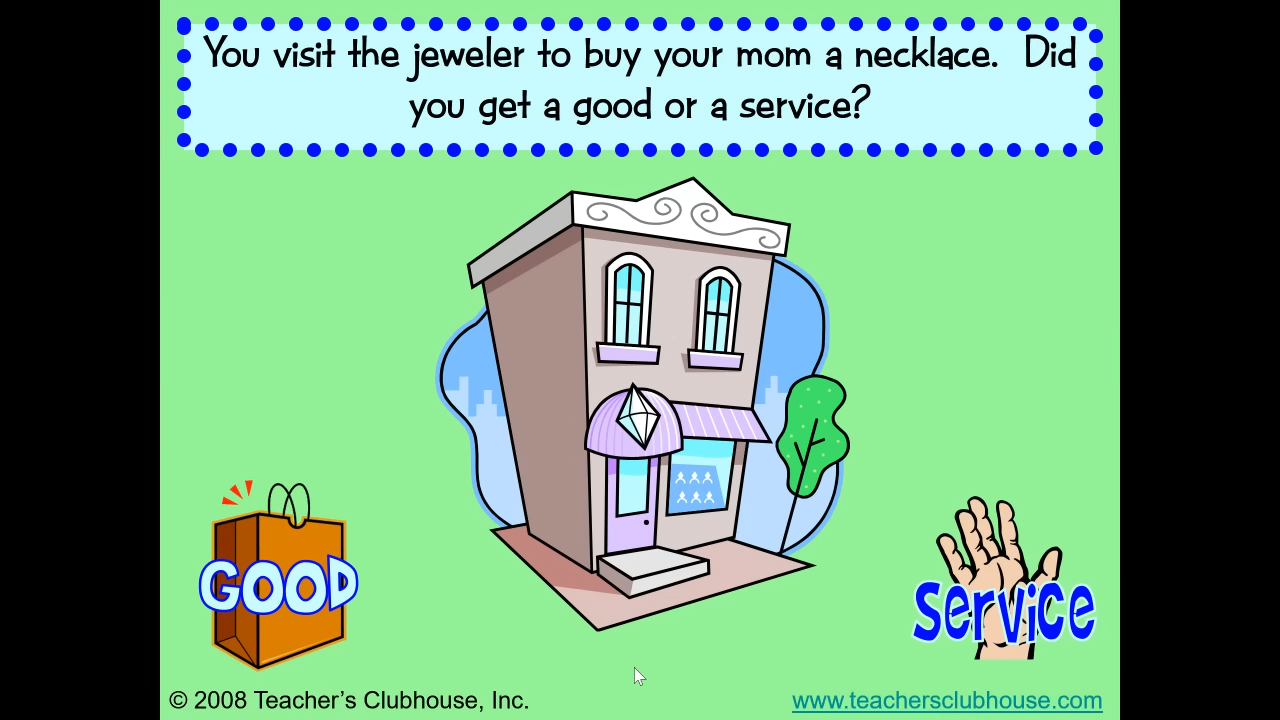 You visit the jeweler to buy your mom a necklace. Did
you get a good or a service?
GOOD
Service
© 2008 Teacher’s Clubhouse, Inc.
www.teachersclubhouse.com